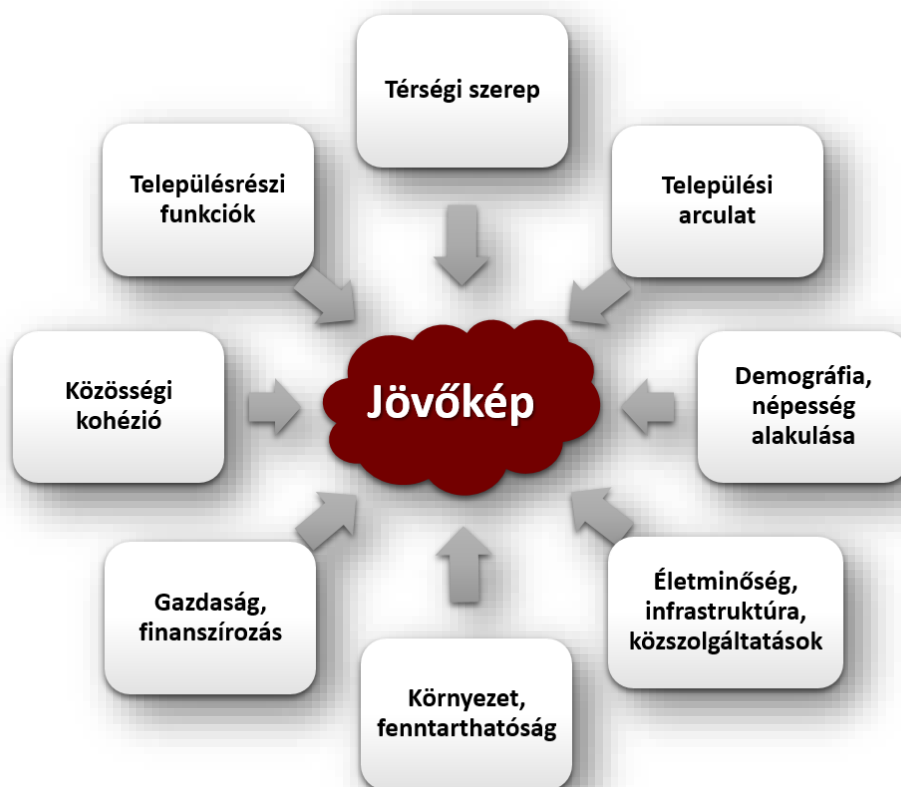 Térségi szerep
Településrészi
funkciók
Települési
arculat
Közösségi
kohézió
Jövőkép
Demográfia,
népesség
alakulása
Gazdaság,
finanszírozás
Életminőség,
infrastruktúra,
közszolgáltatások
Környezet,
fenntarthatóság